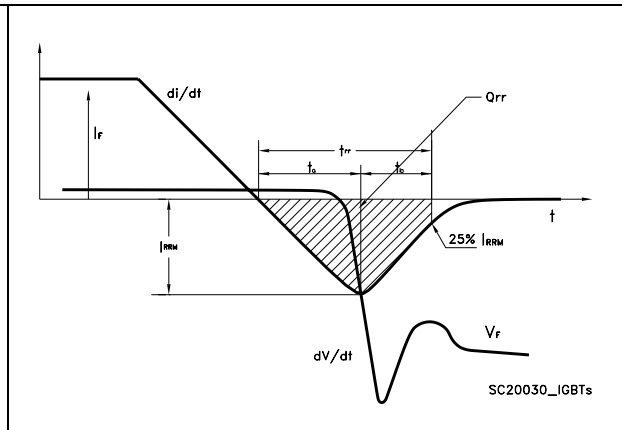 di/dt
Qrr
IF
trr
ta
tb
t
IRRM
25% IRRM
VF
dV/dt
SC20030_IGBTs